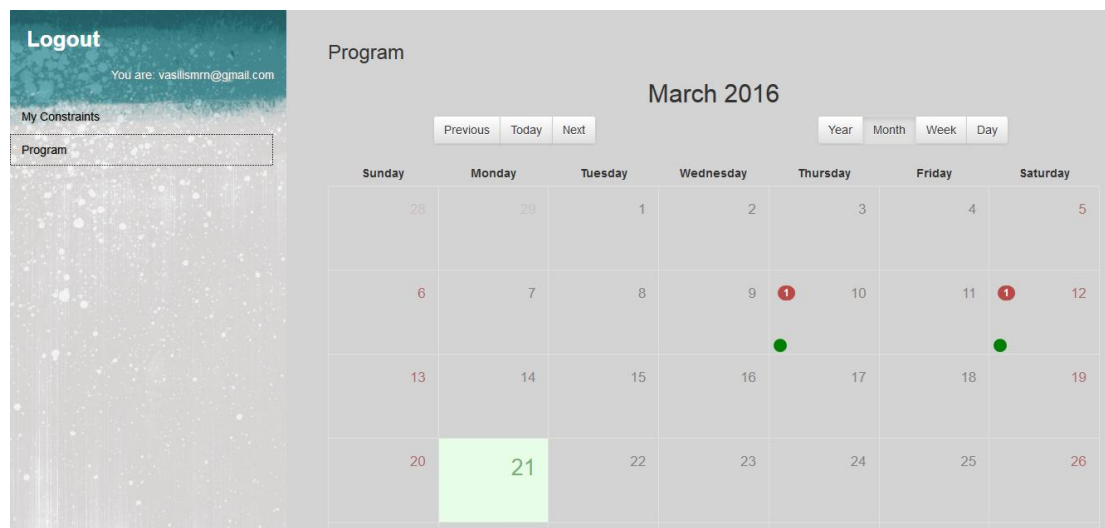 Logout
You are: vasilismrn@gmail.com
My Constraints
Program
Program
March 2016
Previous Today Next
Year Month Week Day
Sunday Monday Tuesday Wednesday Thursday Friday Saturday
28 29 1 2 3 4 5
6 7 8 9 1 10 11 1 12
13 14 15 16 17 18 19
20 21 22 23 24 25 26